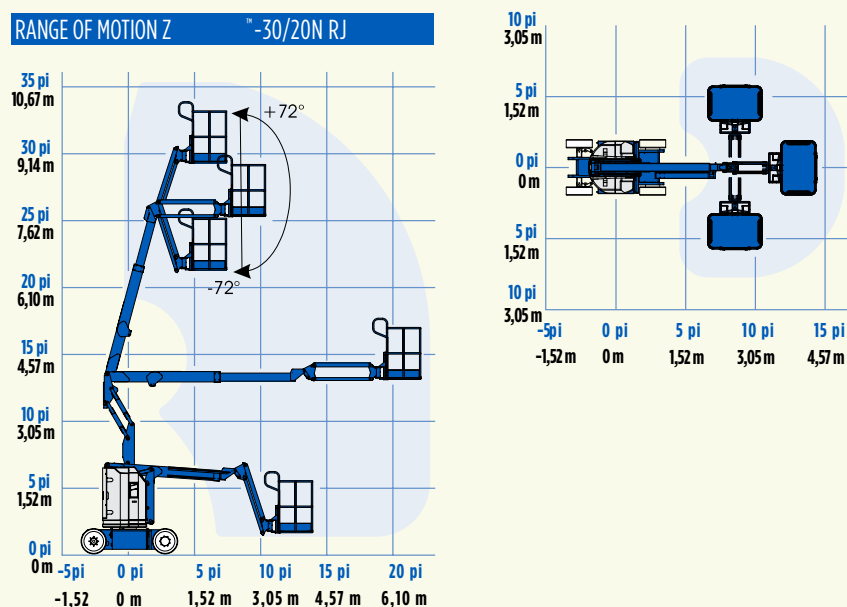 RANGE OF MOTION Z ™-30/20N RJ
35 pi
10,67 m
30 pi
9,14 m
25 pi
7,62 m
20 pi
6,10 m
15 pi
4,57 m
10 pi
3,05 m
5 pi
1,52 m
0 pi
0 m
+72°
-72°
-5pi 0 pi 5 pi 10 pi 15 pi 20 pi
-1,52 0 m 1,52 m 3,05 m 4,57 m 6,10 m
10 pi
3,05 m
5 pi
1,52 m
0 pi
0 m
5 pi
1,52 m
10 pi
3,05 m
-5pi 0 pi 5 pi 10 pi 15 pi
-1,52 m 0 m 1,52 m 3,05 m 4,57 m